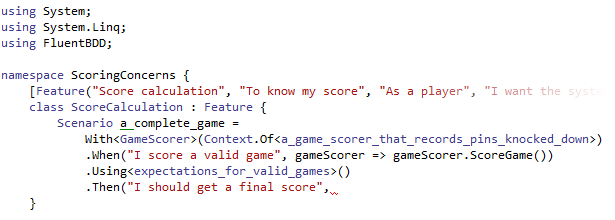 using System;
using System.Linq;
using FluentBDD;
namespace ScoringConcerns {
[Feature("Score calculation", "To know my score", "As a player", "I want the system
class ScoreCalculation : Feature {
Scenario a_complete_game =
With<GameScorer>(Context.Of<a_game_scorer_that_records_pins_knocked_down>)
.When("I score a valid game", gameScorer => gameScorer.ScoreGame())
.Using<expectations_for_valid_games>()
.Then("I should get a final score",
}